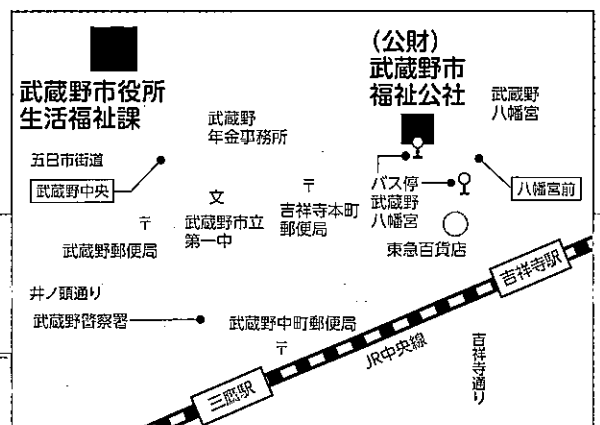 武蔵野市役所
生活福祉課
(公財)
武蔵野市
福祉公社
武蔵野
八幡宮
武蔵野
年金事務所
五日市街道
武蔵野中央
文
〒
武蔵野郵便局
武蔵野市立
第一中
〒
吉祥寺本町
郵便局
バス停
武蔵野
八幡宮
八幡宮前
東急百貨店
吉祥寺駅
井ノ頭通り
武蔵野警察署
武蔵野中町郵便局
〒
JR中央線
吉祥寺通り
三鷹駅